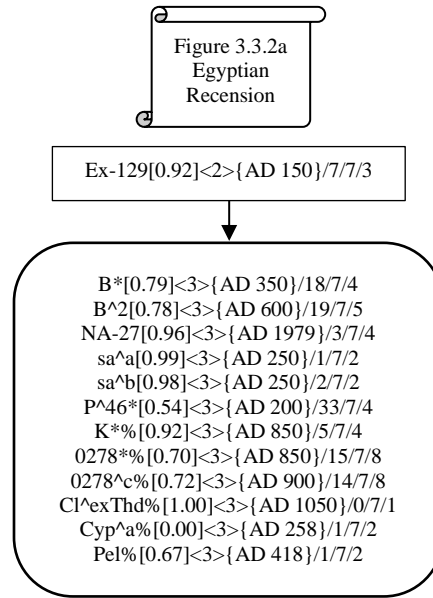 Figure 3.3.2a
Egyptian
Recension
Ex-129[0.92]<2>{AD 150}/7/7/3
B*[0.79]<3>{AD 350}/18/7/4
B^2[0.78]<3>{AD 600}/19/7/5
NA-27[0.96]<3>{AD 1979}/3/7/4
sa^a[0.99]<3>{AD 250}/1/7/2
sa^b[0.98]<3>{AD 250}/2/7/2
P^46*[0.54]<3>{AD 200}/33/7/4
K*%[0.92]<3>{AD 850}/5/7/4
0278*%[0.70]<3>{AD 850}/15/7/8
0278^c%[0.72]<3>{AD 900}/14/7/8
Cl^exThd%[1.00]<3>{AD 1050}/0/7/1
Cyp^a%[0.00]<3>{AD 258}/1/7/2
Pel%[0.67]<3>{AD 418}/1/7/2